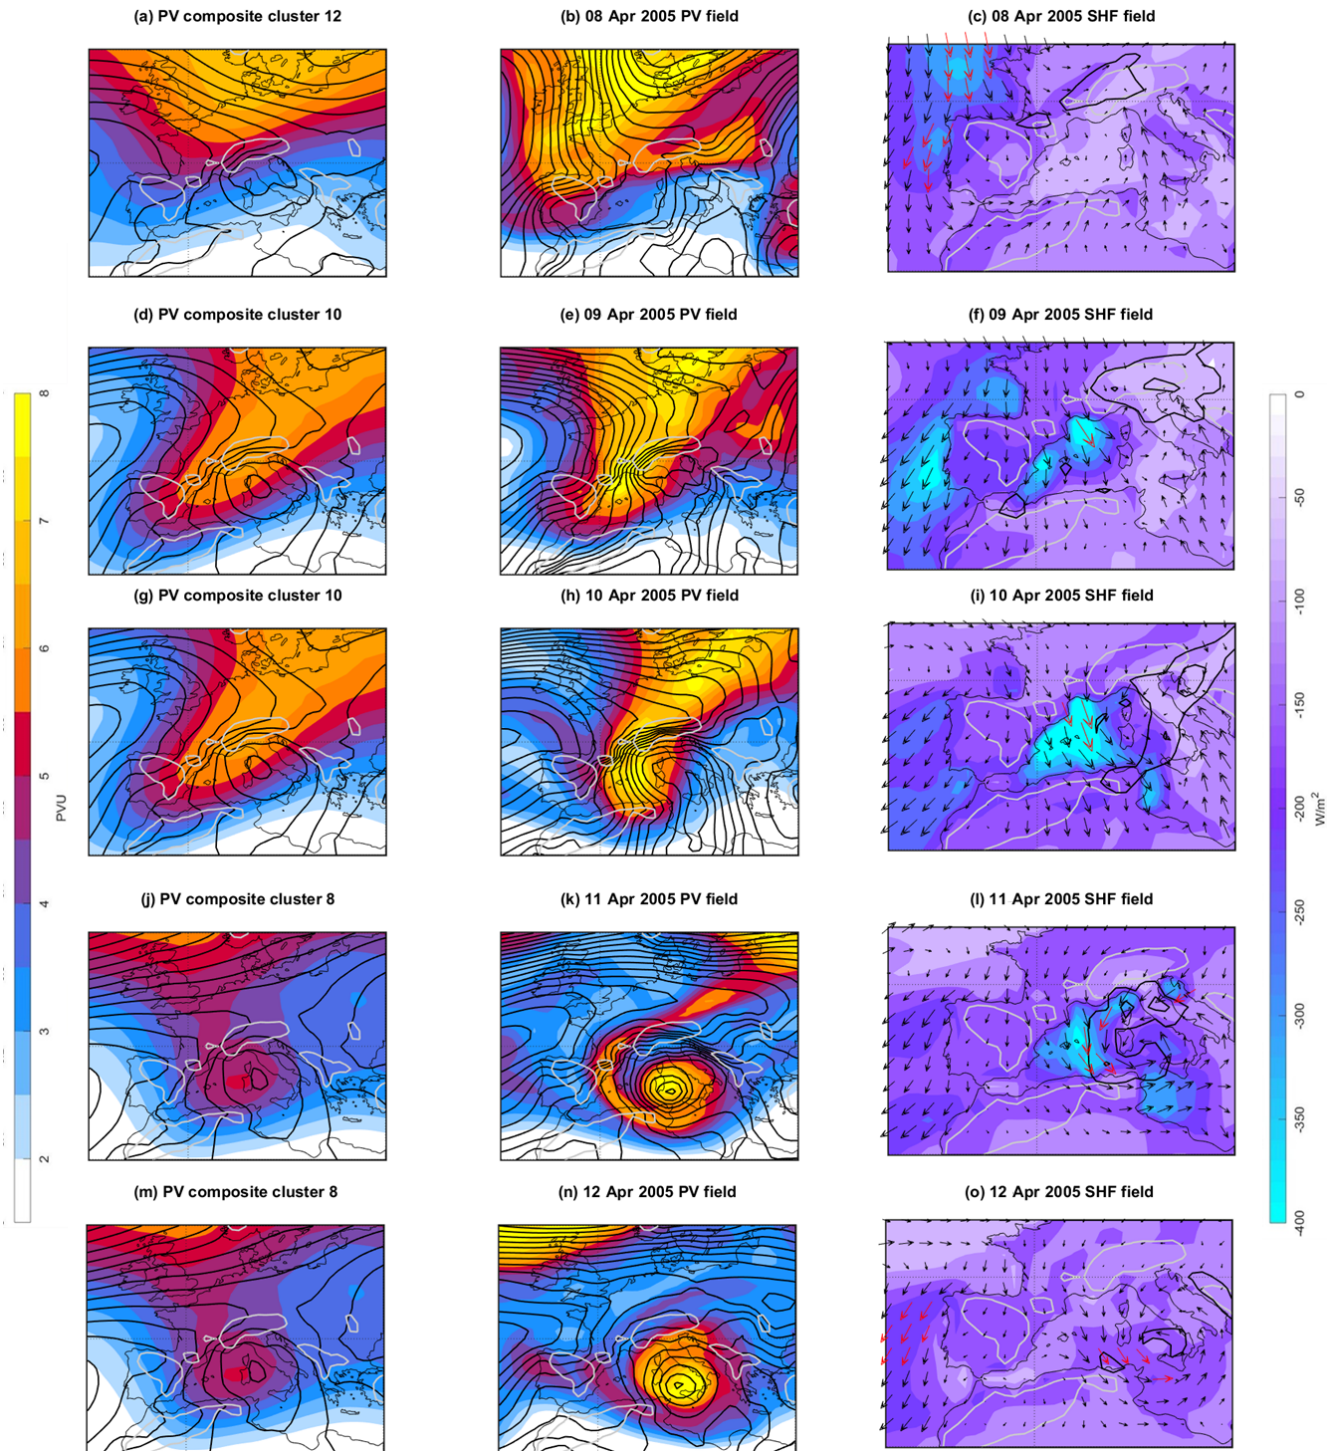 (a) PV composite cluster 12
(b) 08 Apr 2005 PV field
(c) 08 Apr 2005 SHF field
(d) PV composite cluster 10
(e) 09 Apr 2005 PV field
(f) 09 Apr 2005 SHF field
8
7
6
5
4
3
2
PVU
0
-50
-100
-150
-200
-250
-300
-350
-400
W/m²
(g) PV composite cluster 10
(h) 10 Apr 2005 PV field
(i) 10 Apr 2005 SHF field
(j) PV composite cluster 8
(k) 11 Apr 2005 PV field
(l) 11 Apr 2005 SHF field
(m) PV composite cluster 8
(n) 12 Apr 2005 PV field
(o) 12 Apr 2005 SHF field